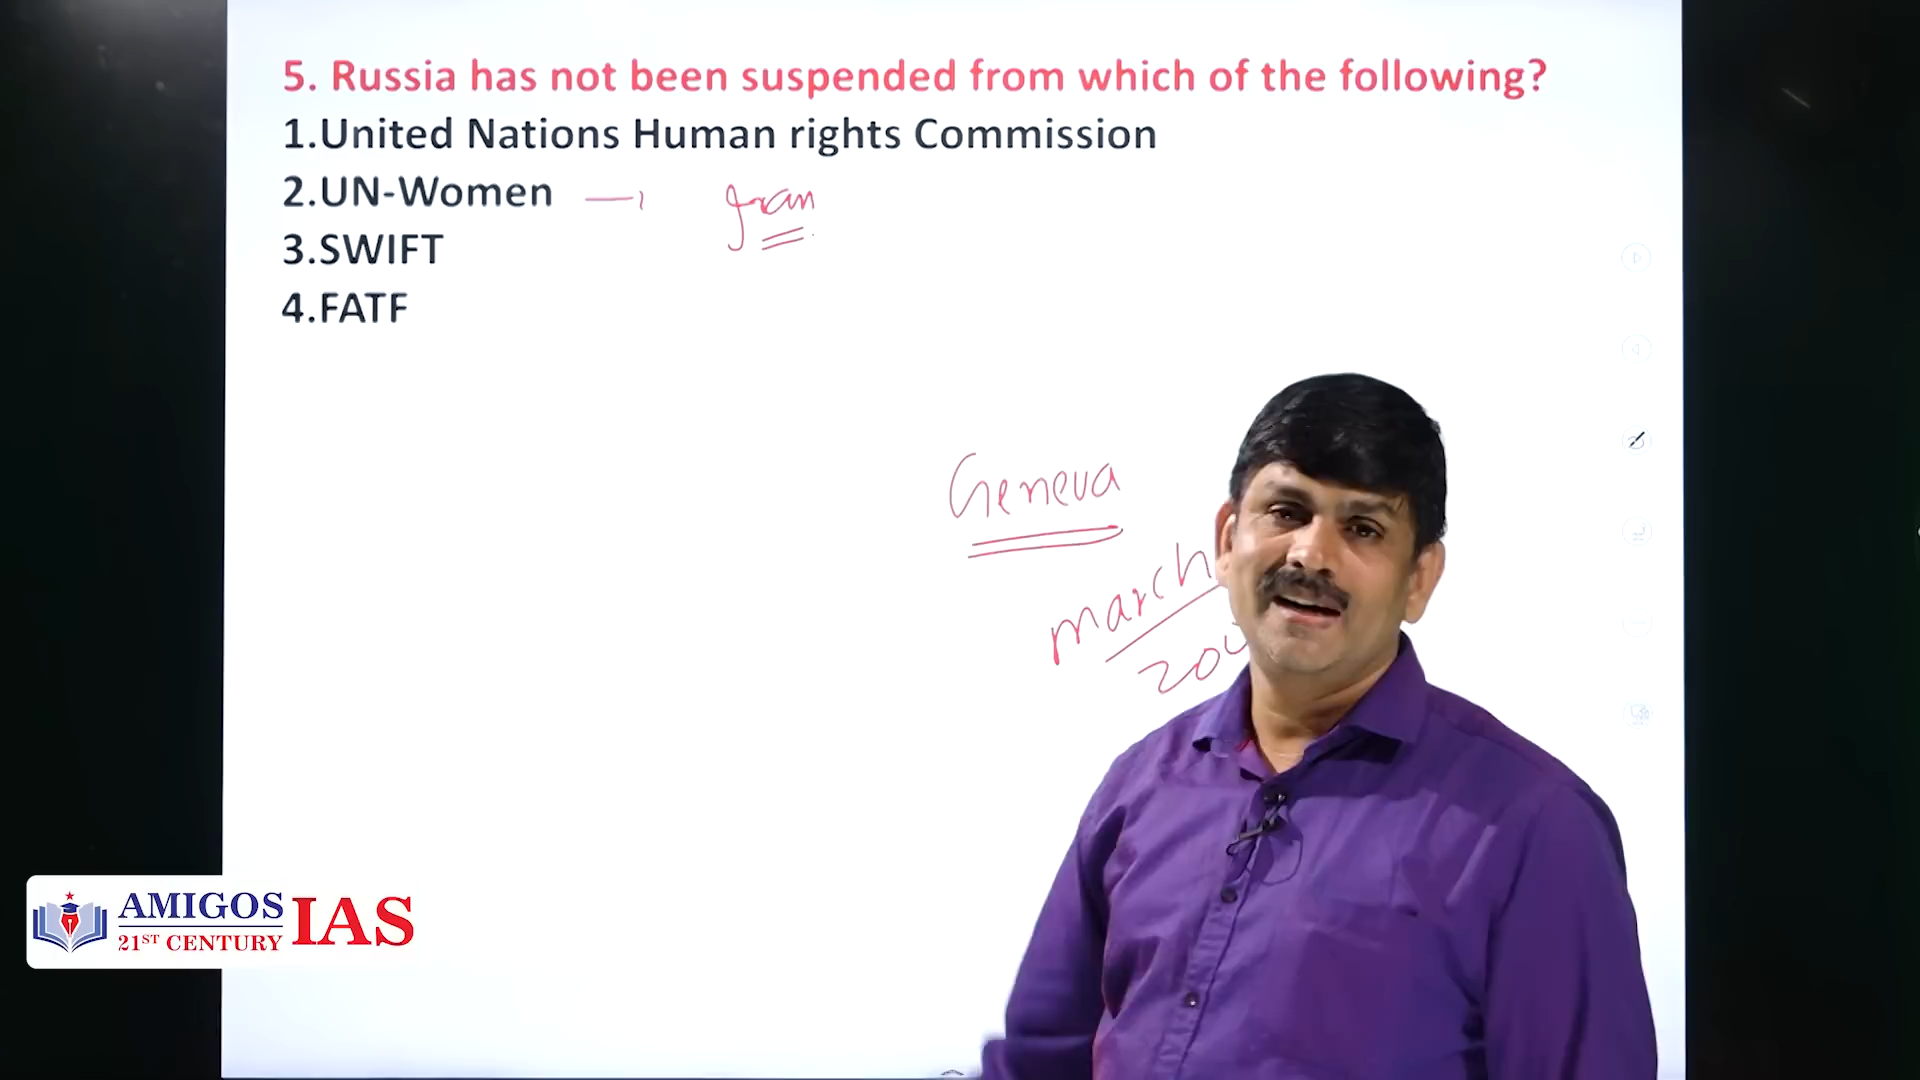 5. Russia has not been suspended from which of the following?
1.United Nations Human rights Commission
2.UN-Women
Iran
3.SWIFT
4.FATF
Geneva
march
AMIGOS
21ST CENTURY
IAS